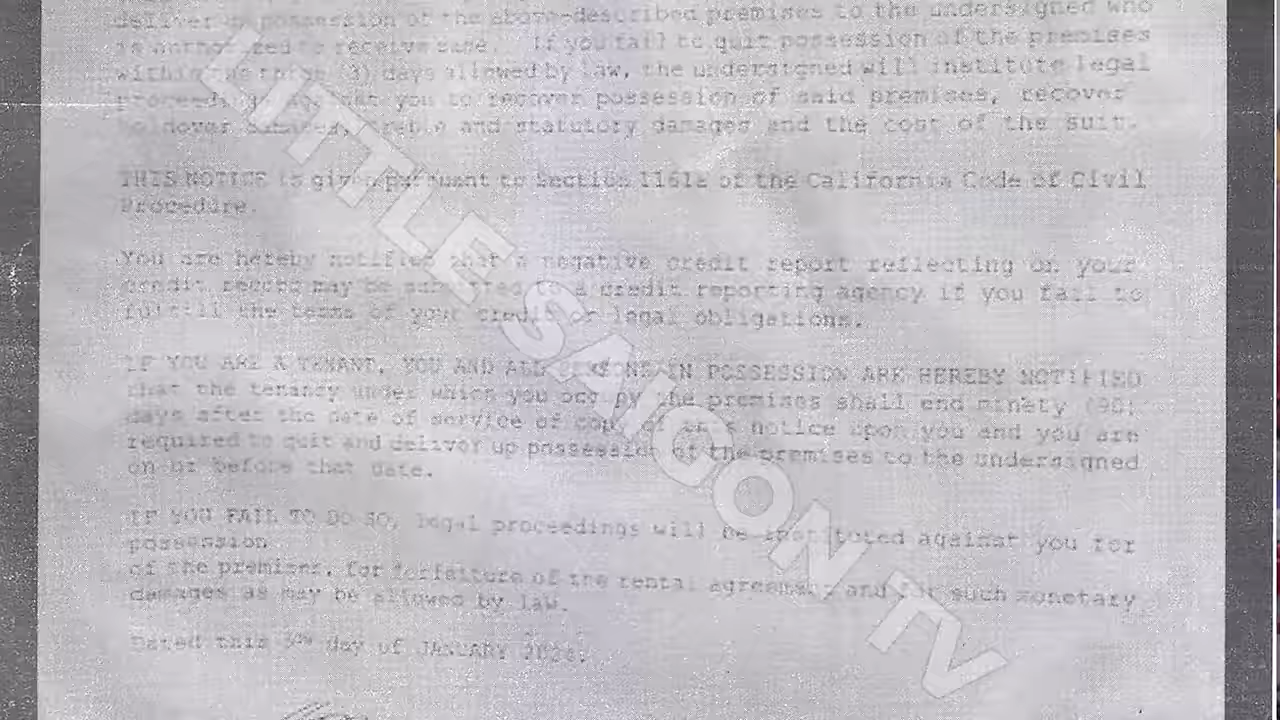 deliver up possession of the above-described premises to the undersigned who
is authorized to receive same. If you fail to quit possession of the premises
within the three (3) days allowed by law, the undersigned will institute legal
proceedings against you to recover possession of said premises, recover
holdover damages, treble and statutory damages and the cost of the suit.
THIS NOTICE is given pursuant to Section 1161a of the California Code of Civil
Procedure.
You are hereby notified that a negative credit report reflecting on your
credit record may be submitted to a credit reporting agency if you fail to
fulfill the terms of your credit or legal obligations.
IF YOU ARE A TENANT, YOU AND ALL PERSONS IN POSSESSION ARE HEREBY NOTIFIED
that the tenancy under which you occupy the premises shall end ninety (90)
days after the date of service of copy of this notice upon you and you are
required to quit and deliver up possession of the premises to the undersigned
on or before that date.
IF YOU FAIL TO DO SO, legal proceedings will be instituted against you for
possession
of the premises, for forfeiture of the rental agreement, and for such monetary
damages as may be allowed by law.
Dated this day of JANUARY
LITTLE SAIGON TV